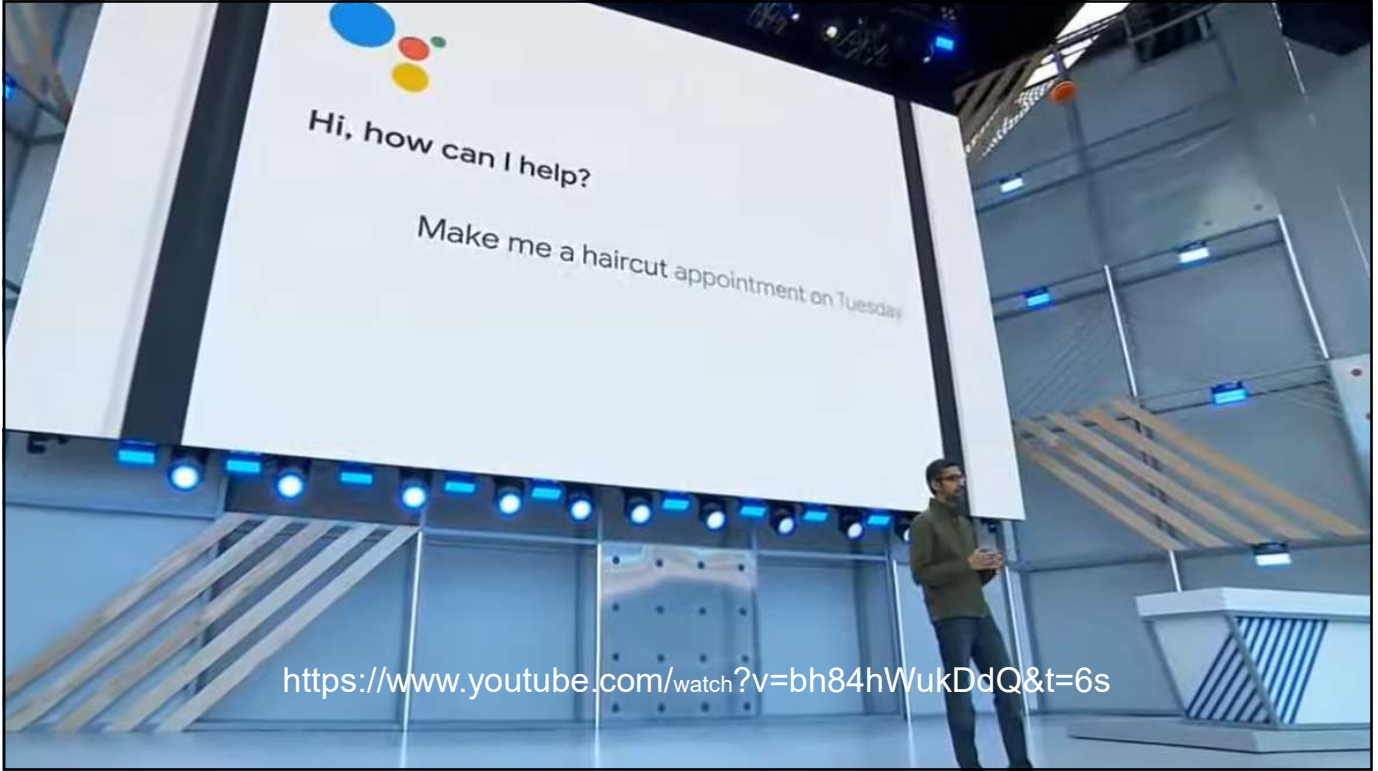 Hi, how can I help?
Make me a haircut appointment on Tuesday
https://www.youtube.com/watch?v=bh84hWukDdQ&t=6s